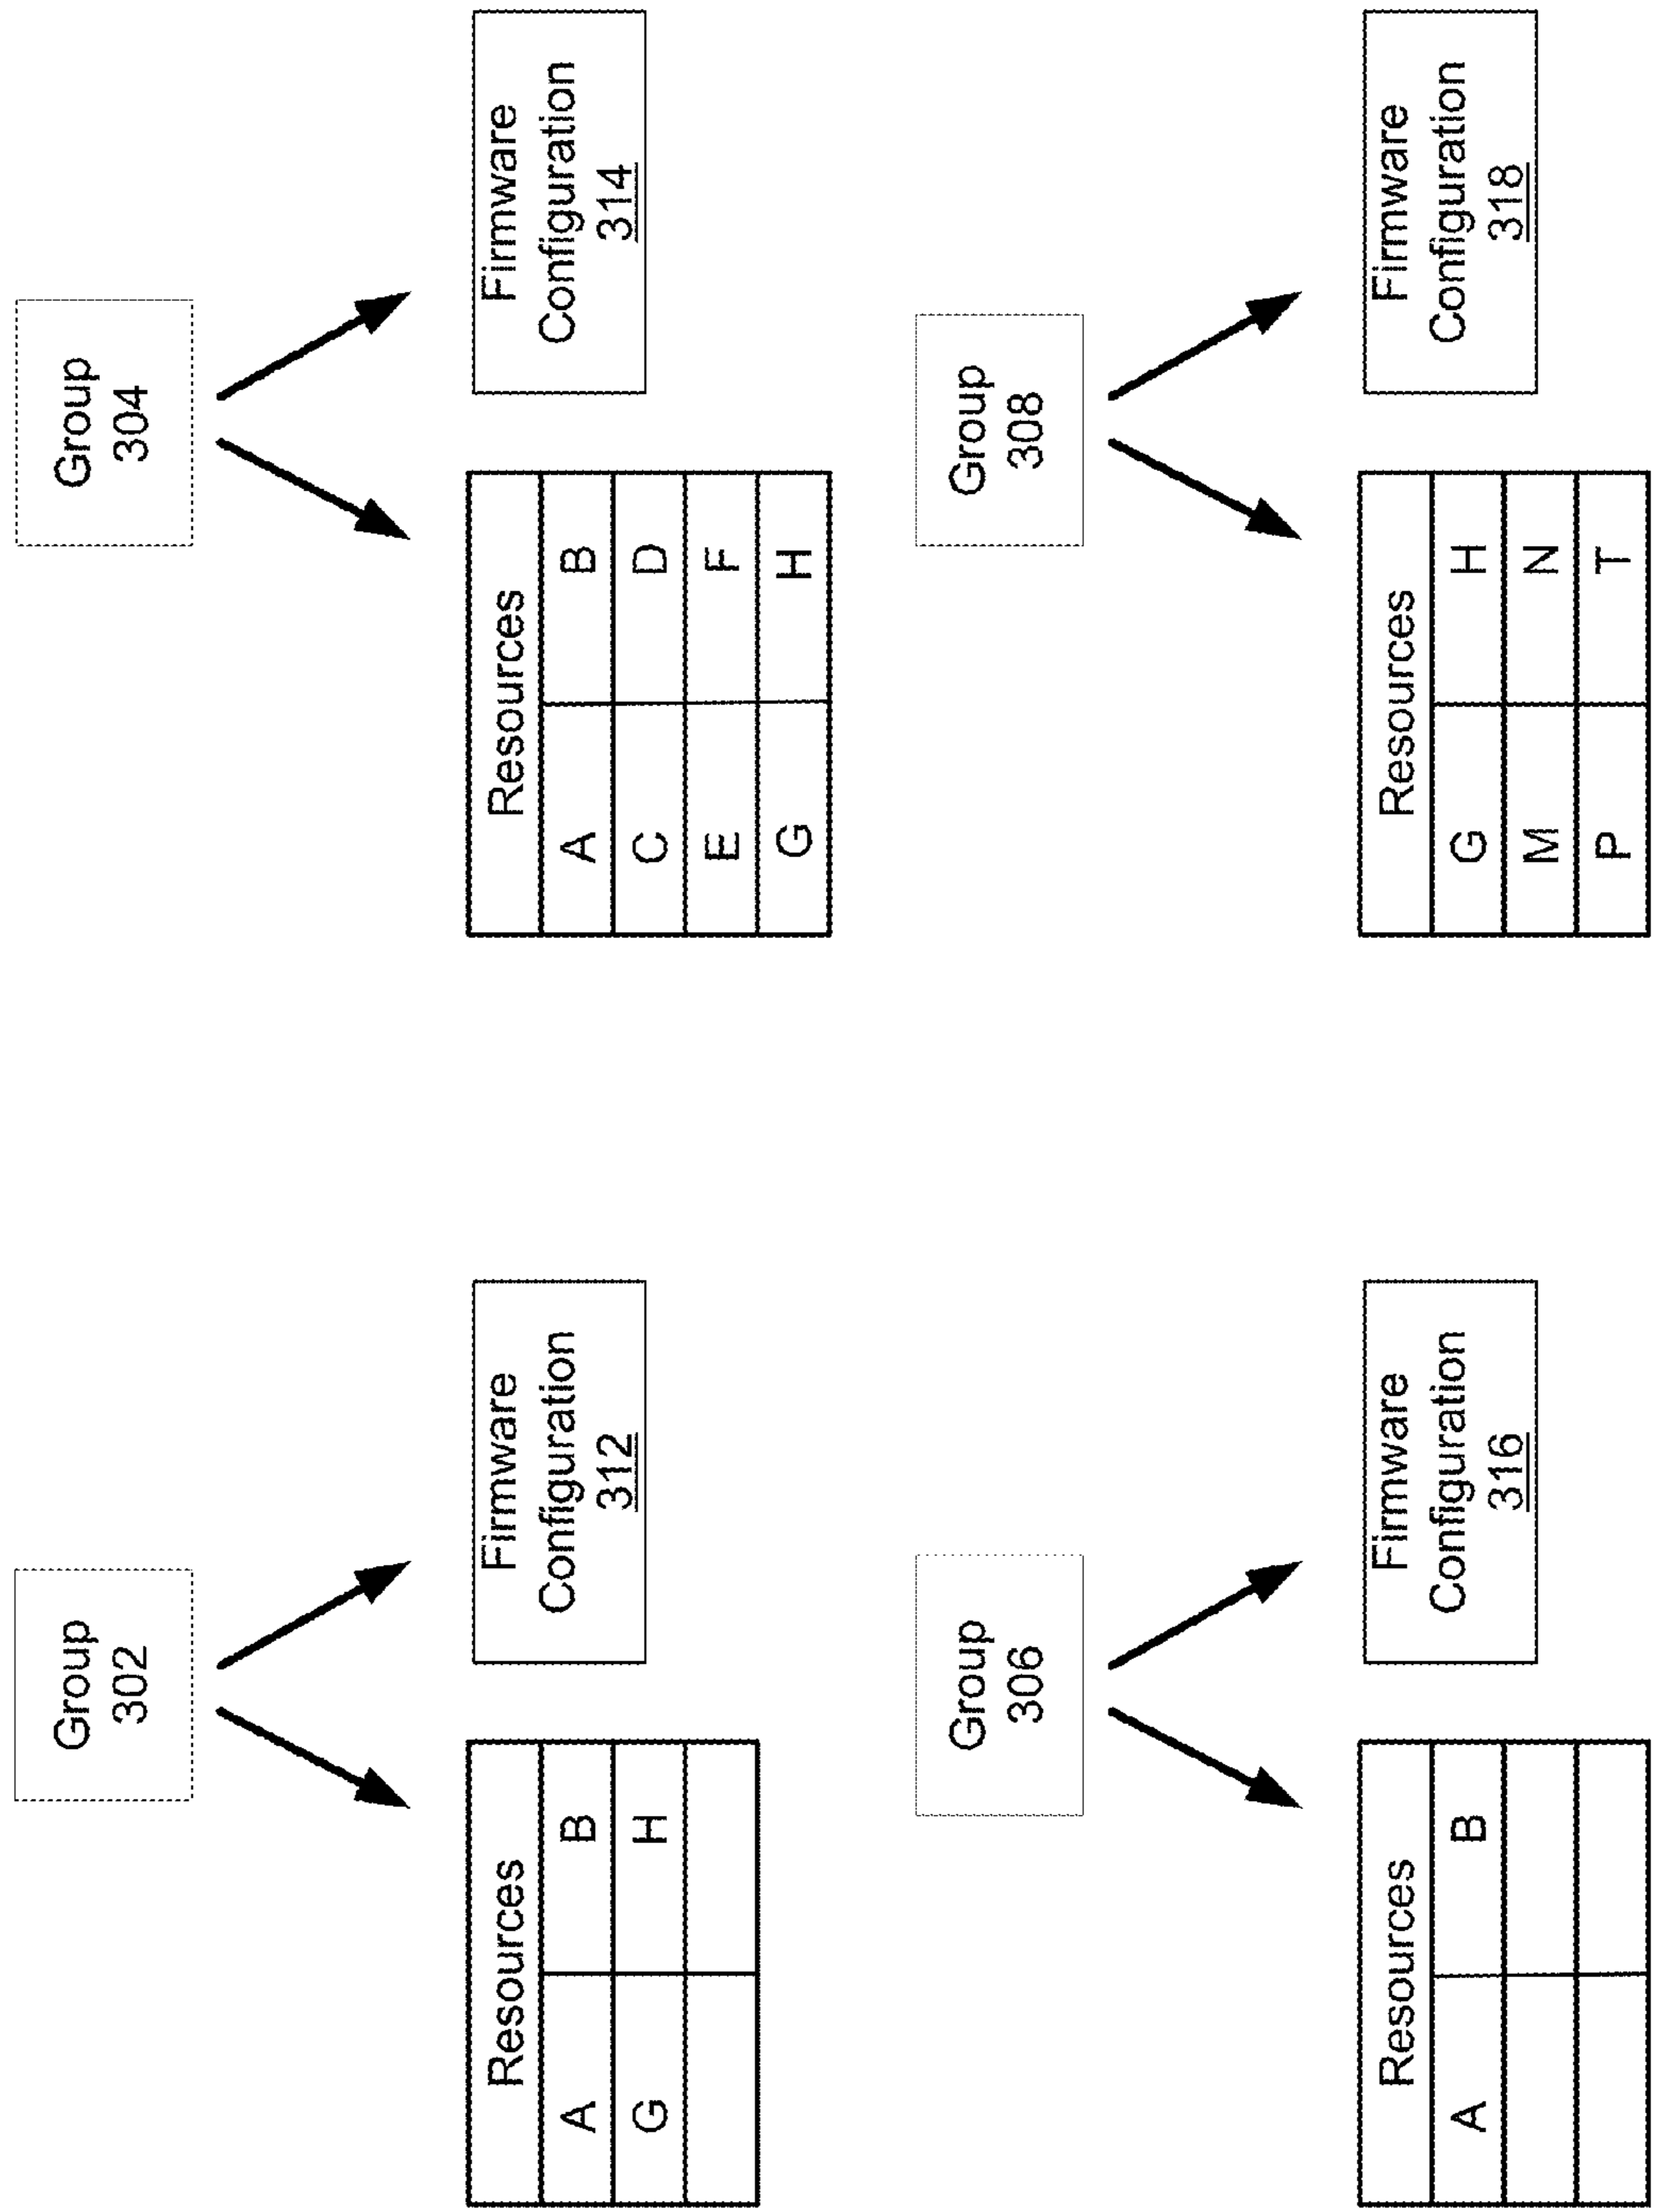 Group
302
Resources
A B
G H
Firmware
Configuration
312
Group
304
Resources
A B
C D
E F
G H
Firmware
Configuration
314
Group
306
Resources
A B
Firmware
Configuration
316
Group
308
Resources
G H
M N
P T
Firmware
Configuration
318